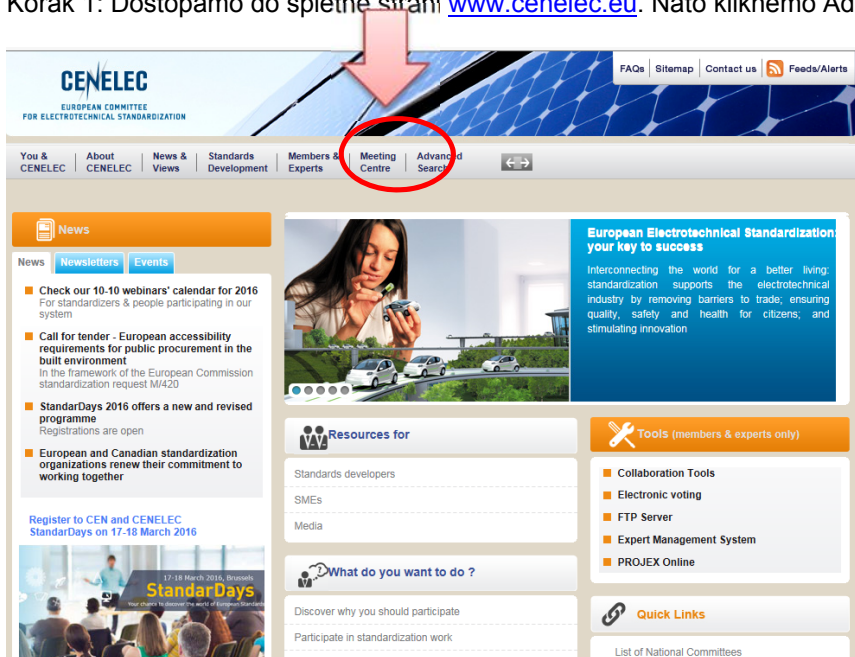 Korak 1: Dostopamo do spletne strani www.cenelec.eu. Nato kliknemo Ad
CENELEC
EUROPEAN COMMITTEE
FOR ELECTROTECHNICAL STANDARDIZATION
FAQs | Sitemap | Contact us | Feeds/Alerts
You & CENELEC | About CENELEC | News & Views | Standards Development | Members & Experts | Meeting Centre | Advanced Search
News
News Newsletters Events
Check our 10-10 webinars' calendar for 2016
For standardizers & people participating in our
system
Call for tender - European accessibility
requirements for public procurement in the
built environment
In the framework of the European Commission
standardization request M/420
StandarDays 2016 offers a new and revised
programme
Registrations are open
European and Canadian standardization
organizations renew their commitment to
working together
Register to CEN and CENELEC
StandarDays on 17-18 March 2016
17-18 March 2016, Brussels
StandarDays
Your chance to discover the world of European Standards
European Electrotechnical Standardization:
your key to success
Interconnecting the world for a better living:
standardization supports the electrotechnical
industry by removing barriers to trade; ensuring
quality, safety and health for citizens; and
stimulating innovation
Resources for
Standards developers
SMEs
Media
What do you want to do ?
Discover why you should participate
Participate in standardization work
Tools (members & experts only)
Collaboration Tools
Electronic voting
FTP Server
Expert Management System
PROJEX Online
Quick Links
List of National Committees